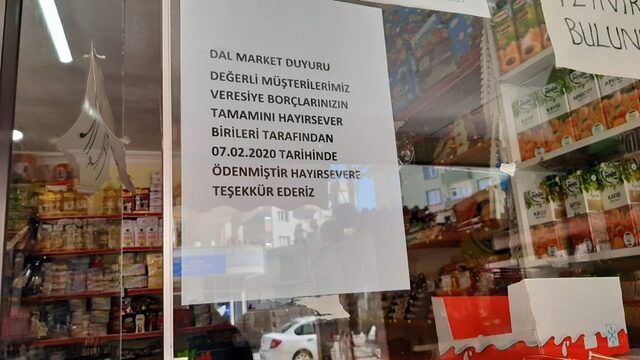 DAL MARKET DUYURU
DEĞERLİ MÜŞTERİLERİMİZ
VERESİYE BORÇLARINIZIN
TAMAMINI HAYIRSEVER
BİRİLERİ TARAFINDAN
07.02.2020 TARİHİNDE
ÖDENMİŞTİR HAYIRSEVERE
TEŞEKKÜR EDERİZ